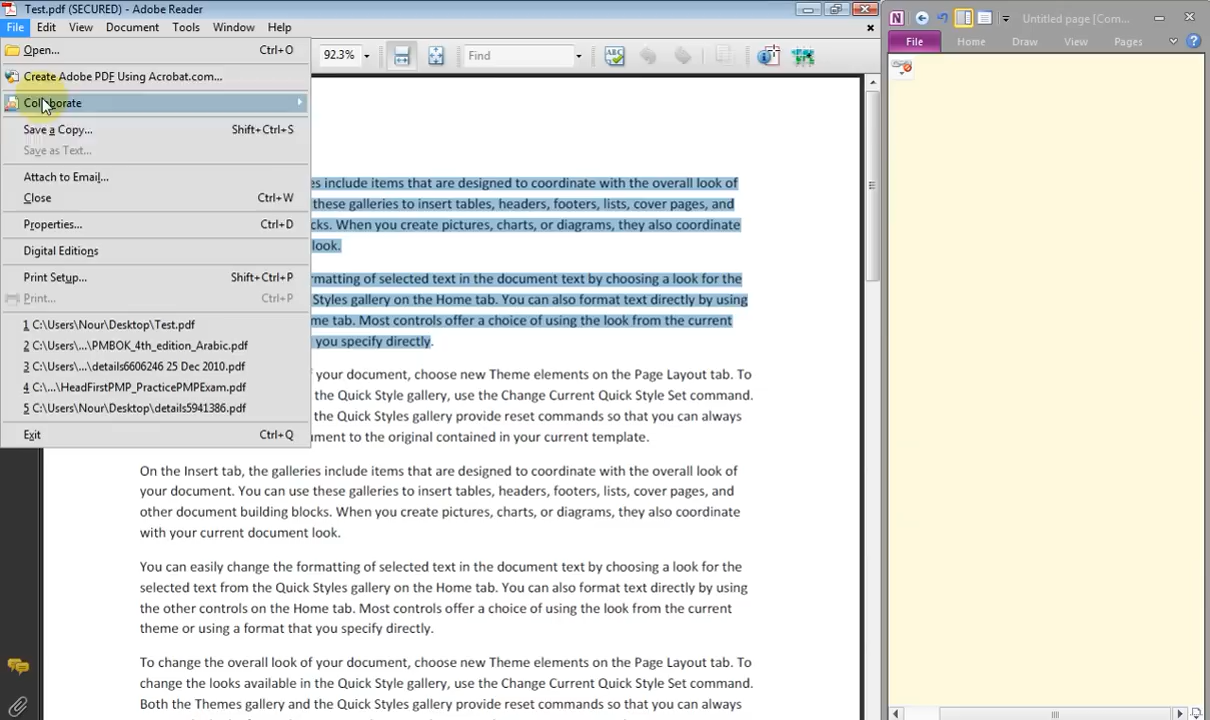 Test.pdf (SECURED) - Adobe Reader
File Edit View Document Tools Window Help
92.3% Find
Open... Ctrl+O
Create Adobe PDF Using Acrobat.com...
Collaborate
Save a Copy... Shift+Ctrl+S
Save as Text...
Attach to Email...
Close Ctrl+W
Properties... Ctrl+D
Digital Editions
Print Setup... Shift+Ctrl+P
Print... Ctrl+P
1 C:\Users\Nour\Desktop\Test.pdf
2 C:\Users\...\PMBOK_4th_edition_Arabic.pdf
3 C:\Users\...\details6606246 25 Dec 2010.pdf
4 C:\...\HeadFirstPMP_PracticePMPExam.pdf
5 C:\Users\Nour\Desktop\details5941386.pdf
Exit Ctrl+Q
es include items that are designed to coordinate with the overall look of
these galleries to insert tables, headers, footers, lists, cover pages, and
cks. When you create pictures, charts, or diagrams, they also coordinate
look.
rmatting of selected text in the document text by choosing a look for the
Styles gallery on the Home tab. You can also format text directly by using
me tab. Most controls offer a choice of using the look from the current
you specify directly.
your document, choose new Theme elements on the Page Layout tab. To
the Quick Style gallery, use the Change Current Quick Style Set command.
the Quick Styles gallery provide reset commands so that you can always
ument to the original contained in your current template.
On the Insert tab, the galleries include items that are designed to coordinate with the overall look of
your document. You can use these galleries to insert tables, headers, footers, lists, cover pages, and
other document building blocks. When you create pictures, charts, or diagrams, they also coordinate
with your current document look.
You can easily change the formatting of selected text in the document text by choosing a look for the
selected text from the Quick Styles gallery on the Home tab. You can also format text directly by using
the other controls on the Home tab. Most controls offer a choice of using the look from the current
theme or using a format that you specify directly.
To change the overall look of your document, choose new Theme elements on the Page Layout tab. To
change the looks available in the Quick Style gallery, use the Change Current Quick Style Set command.
Both the Themes gallery and the Quick Styles gallery provide reset commands so that you can always
Untitled page [Com...
File Home Draw View Pages